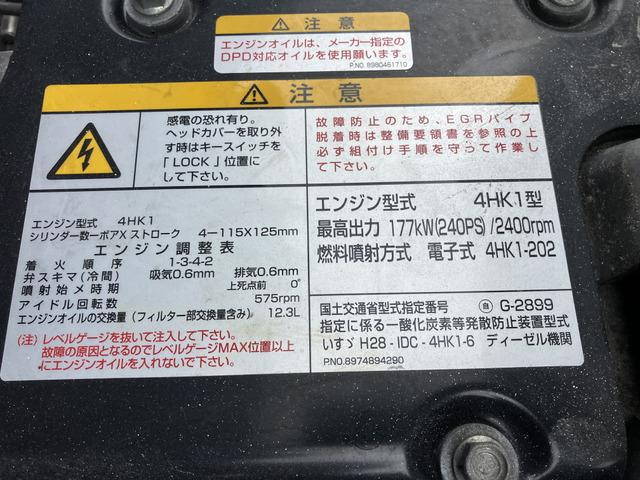 注意
エンジンオイルは、メーカー指定の
DPD対応オイルを使用願います。
P.NO. 8980461710
注意
感電の恐れ有り。
ヘッドカバーを取り外
す時はキースイッチを
「LOCK」位置に
して下さい。
故障防止のため、EGRパイプ
脱着時は整備要領書を参照の上
必ず組付け手順を守って作業し
て下さい。
エンジン型式 4HK1
シリンダー数−ボアXストローク 4−115X125mm
エンジン調整表
着火順序 1-3-4-2
弁スキマ(冷間) 吸気0.6mm 排気0.6mm
噴射始メ時期 上死点前 0°
アイドル回転数 575rpm
エンジンオイルの交換量(フィルター部交換量含み) 12.3L
(注) レベルゲージを抜いて注入して下さい。
故障の原因となるのでレベルゲージMAX位置以上
にエンジンオイルを入れないで下さい。
エンジン型式 4HK1型
最高出力 177kW(240PS)/2400rpm
燃料噴射方式 電子式 4HK1-202
国土交通省型式指定番号 自 G-2899
指定に係る一酸化炭素等発散防止装置型式
いすゞ H28-IDC-4HK1-6 ディーゼル機関
P.NO.8974894290